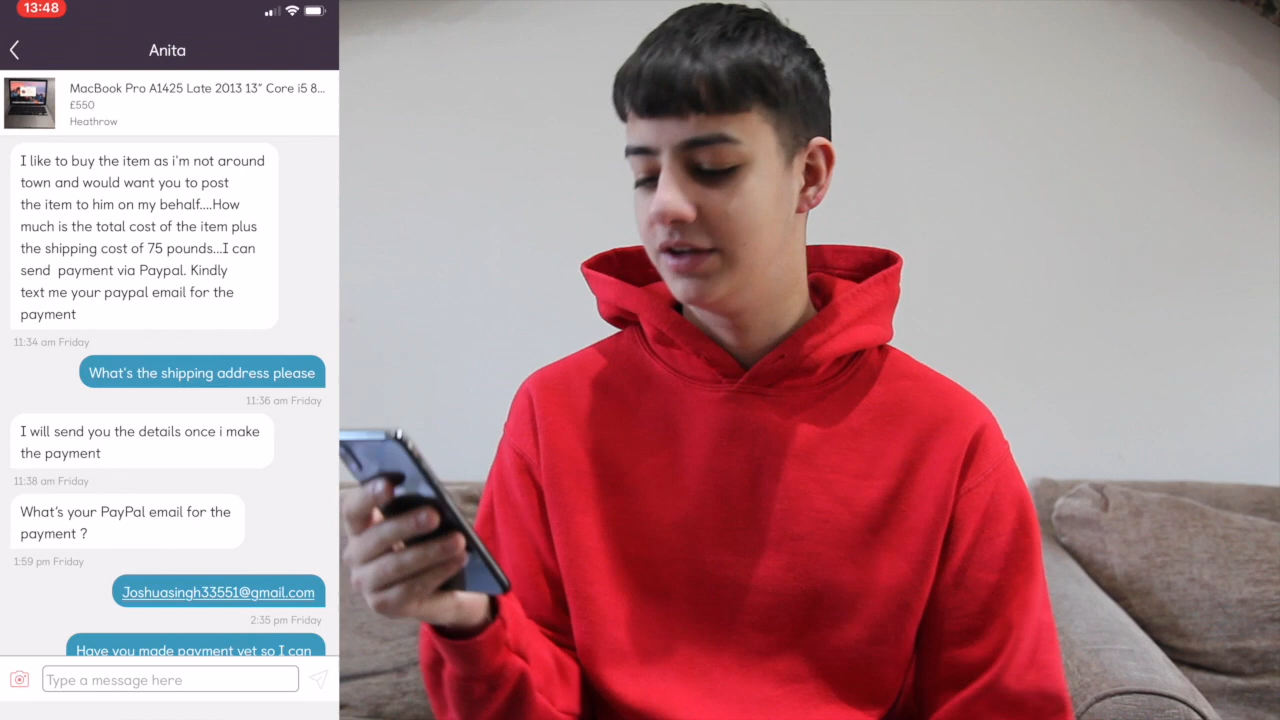 13:48
Anita
MacBook Pro A1425 Late 2013 13” Core i5 8...
£550
Heathrow
I like to buy the item as i'm not around
town and would want you to post
the item to him on my behalf....How
much is the total cost of the item plus
the shipping cost of 75 pounds...I can
send  payment via Paypal. Kindly
text me your paypal email for the
payment
11:34 am Friday
What's the shipping address please
11:36 am Friday
I will send you the details once i make
the payment
11:38 am Friday
What's your PayPal email for the
payment ?
1:59 pm Friday
Joshuasingh33551@gmail.com
2:35 pm Friday
Have you made payment yet so I can
Type a message here